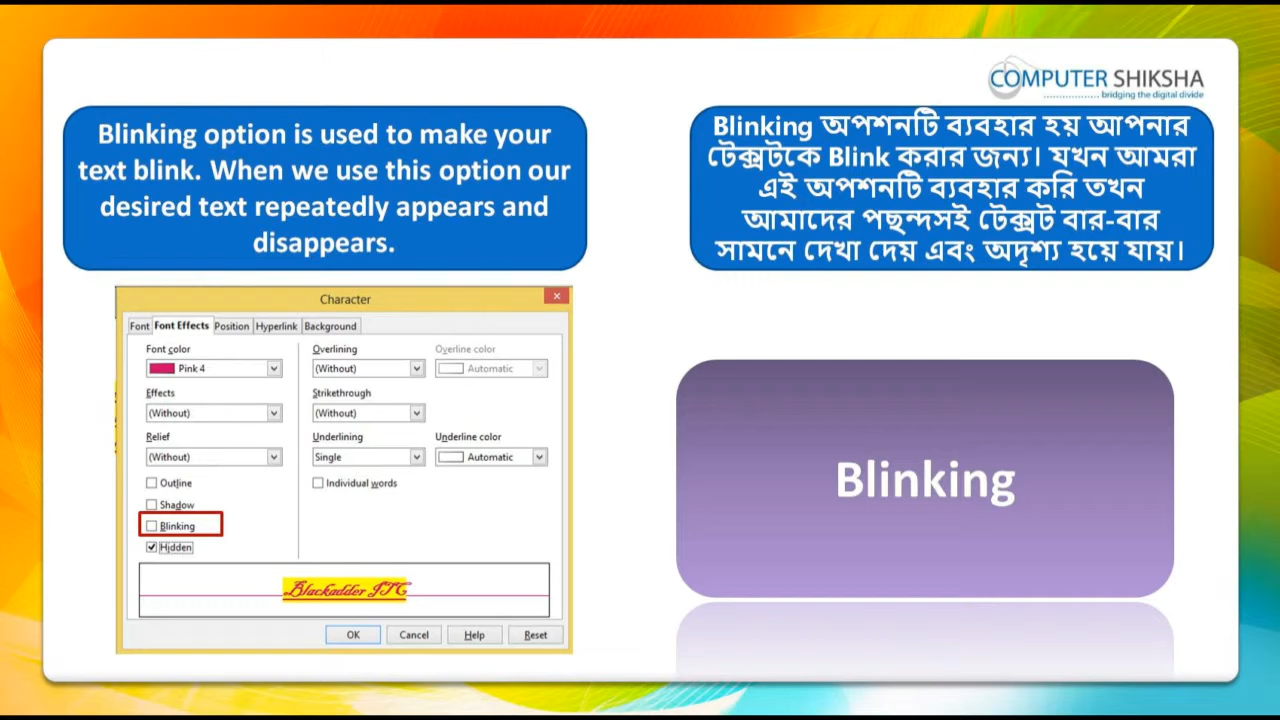 COMPUTER SHIKSHA
bridging the digital divide
Blinking option is used to make your
text blink. When we use this option our
desired text repeatedly appears and
disappears.
Blinking অপশনটি ব্যবহার হয় আপনার
টেক্সটকে Blink করার জন্য। যখন আমরা
এই অপশনটি ব্যবহার করি তখন
আমাদের পছন্দসই টেক্সট বার-বার
সামনে দেখা দেয় এবং অদৃশ্য হয়ে যায়।
Character
Font Font Effects Position Hyperlink Background
Font color Overlining Overline color
Pink 4 (Without) Automatic
Effects Strikethrough
(Without) (Without)
Relief Underlining Underline color
(Without) Single Automatic
Outline Individual words
Shadow
Blinking
Hidden
Blackadder ITC
OK Cancel Help Reset
Blinking